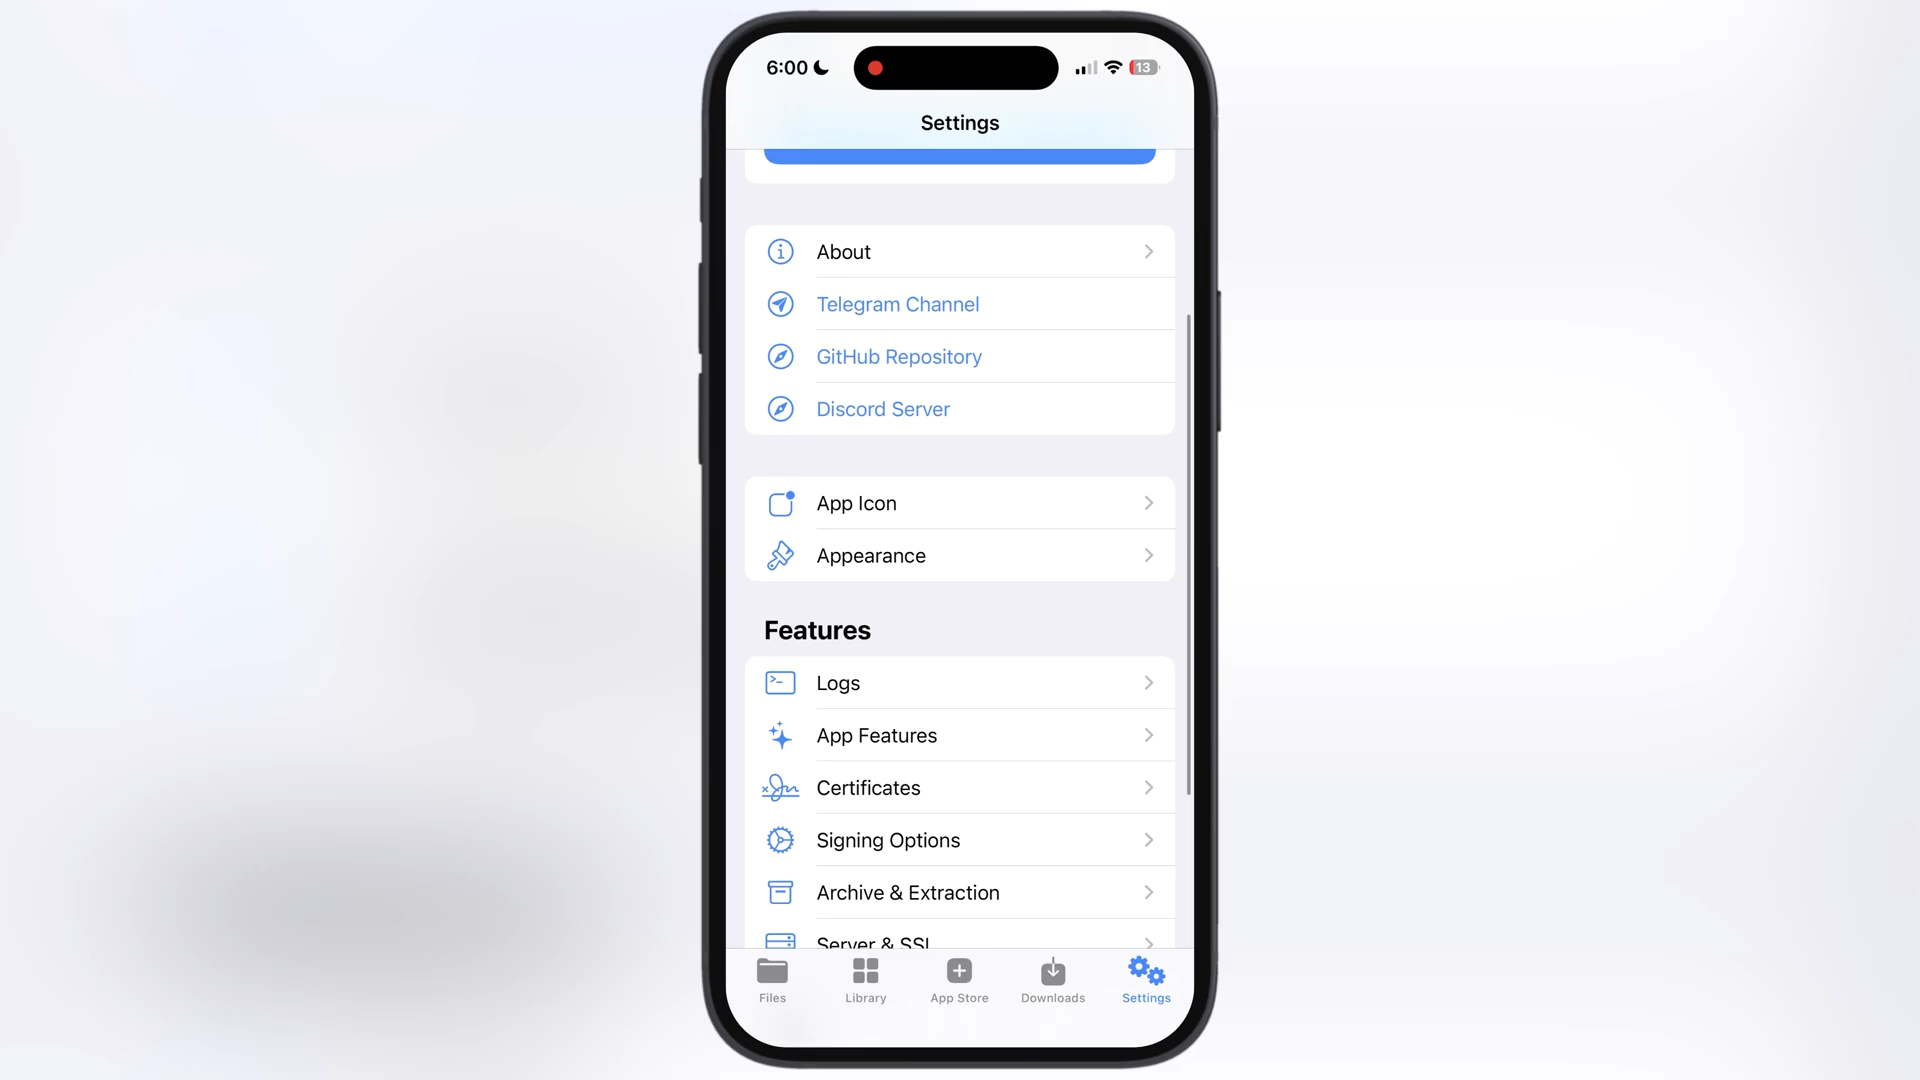 6:00
13
Settings
About
Telegram Channel
GitHub Repository
Discord Server
App Icon
Appearance
Features
Logs
App Features
Certificates
Signing Options
Archive & Extraction
Server & SSL
Files
Library
App Store
Downloads
Settings